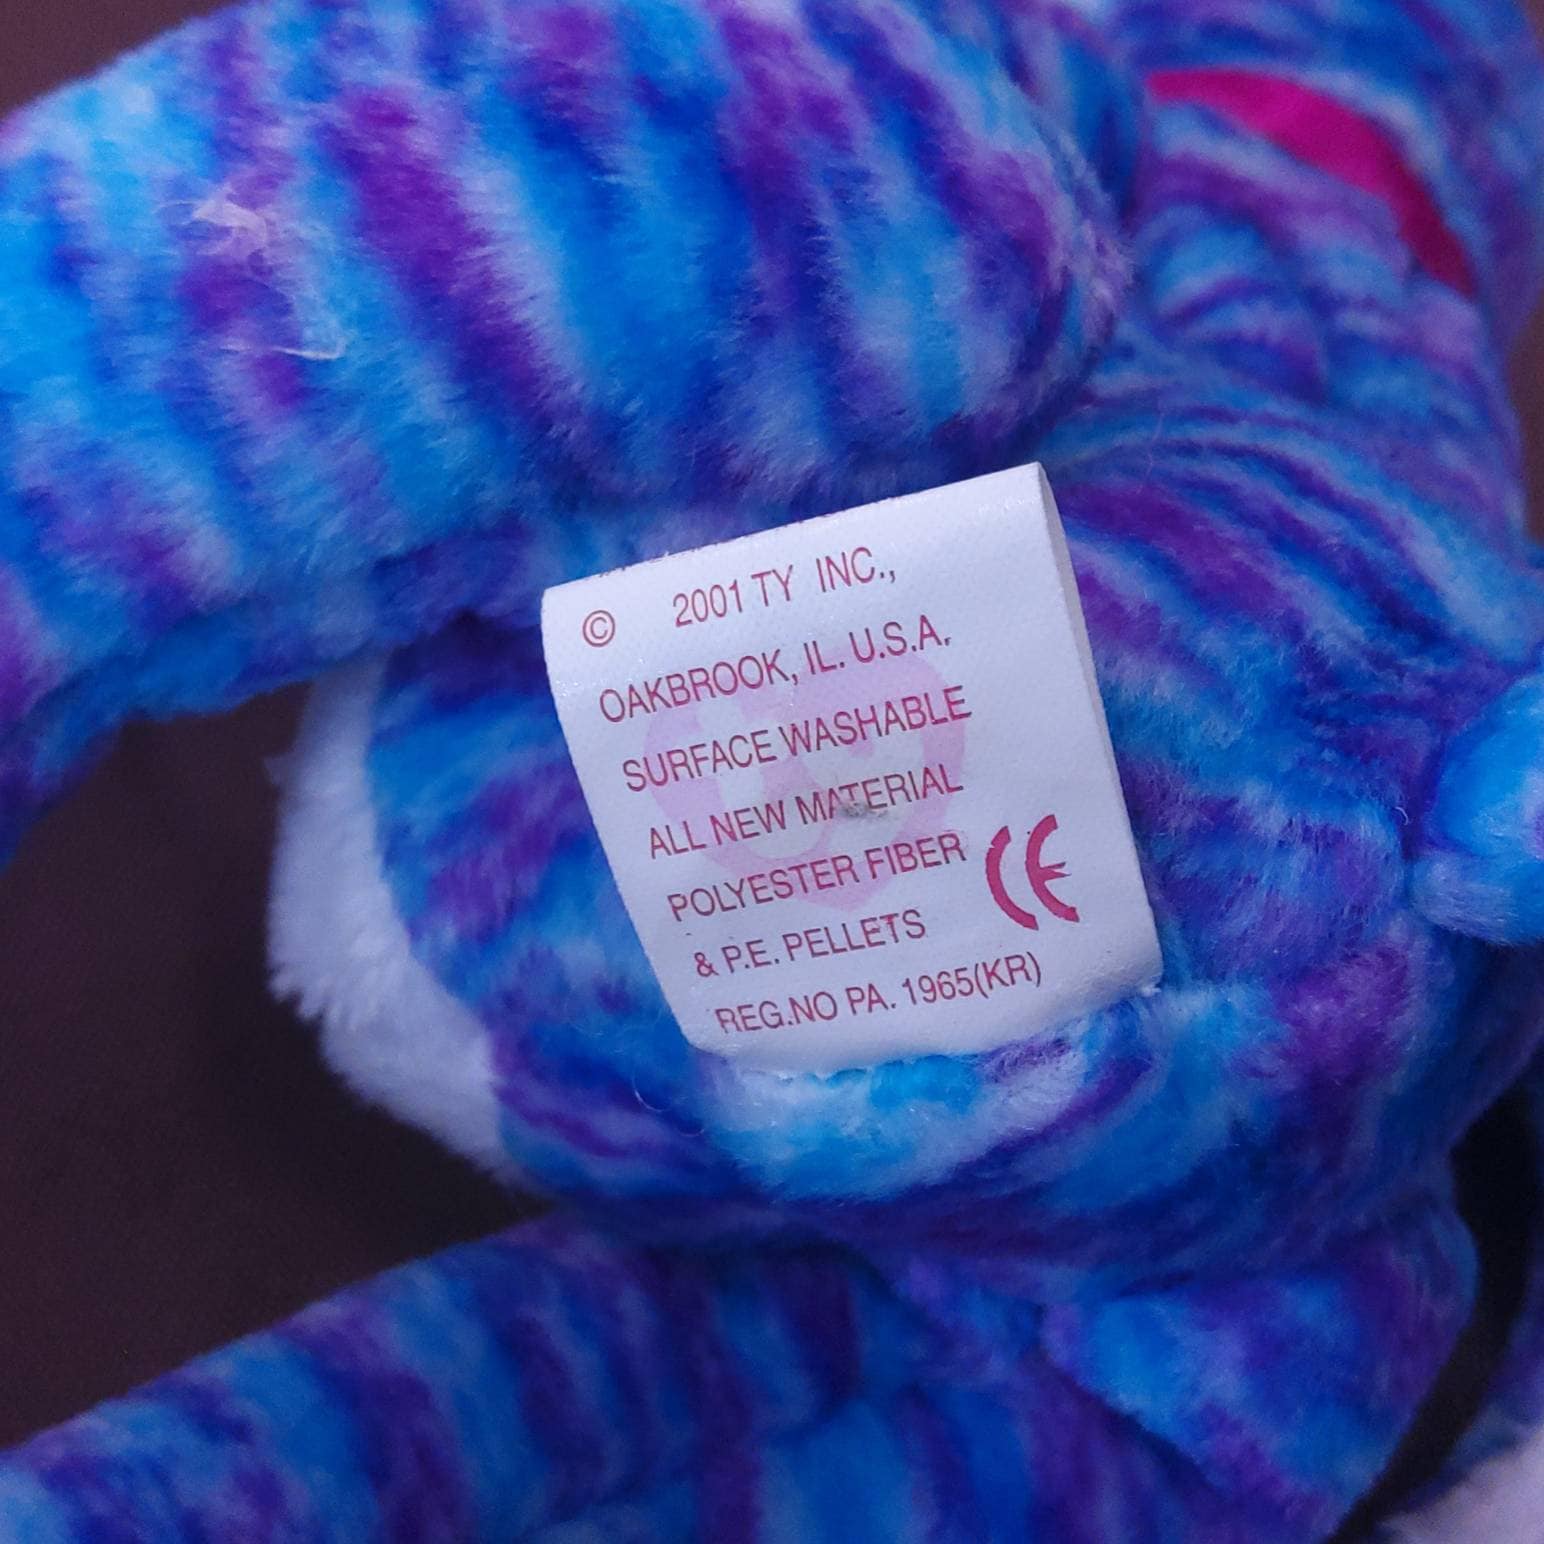 © 2001 TY INC.,
OAKBROOK, IL. U.S.A.
SURFACE WASHABLE
ALL NEW MATERIAL
POLYESTER FIBER
& P.E. PELLETS CE
REG.NO PA. 1965(KR)